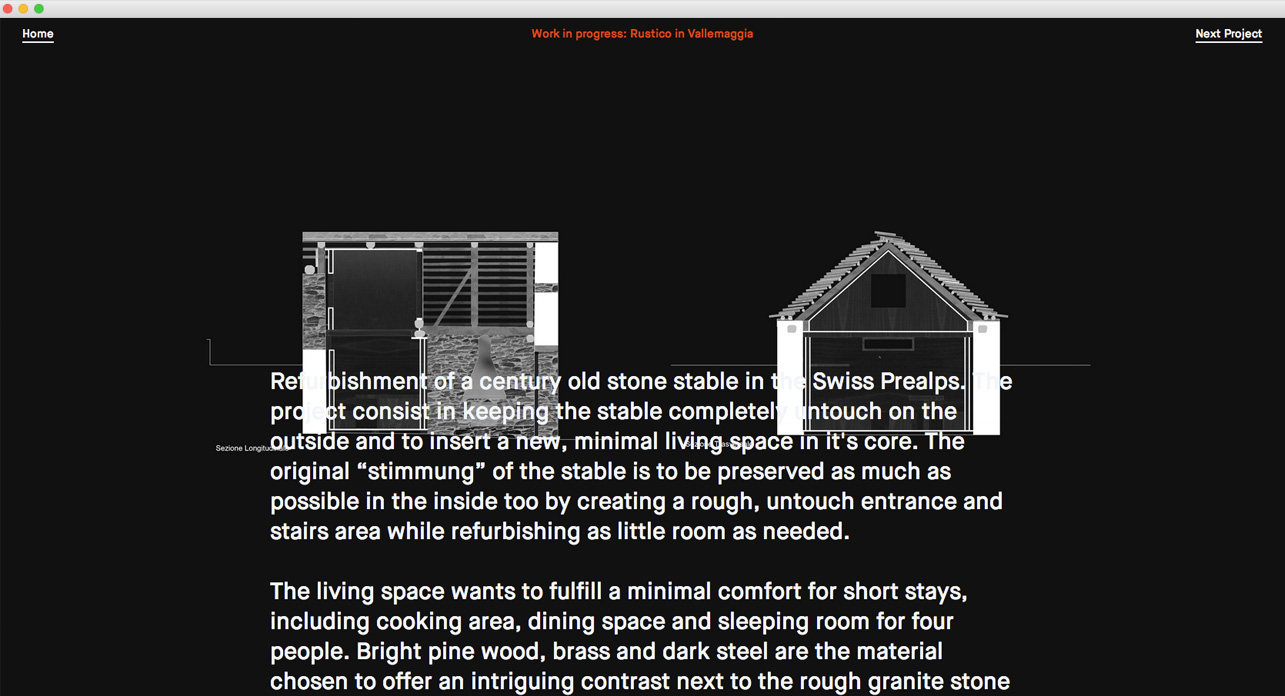 Home
Work in progress: Rustico in Vallemaggia
Next Project
Refurbishment of a century old stone stable in the Swiss Prealps. The
project consist in keeping the stable completely untouch on the
outside and to insert a new, minimal living space in it's core. The
Sezione Longitudinale
original “stimmung” of the stable is to be preserved as much as
possible in the inside too by creating a rough, untouch entrance and
stairs area while refurbishing as little room as needed.
The living space wants to fulfill a minimal comfort for short stays,
including cooking area, dining space and sleeping room for four
people. Bright pine wood, brass and dark steel are the material
chosen to offer an intriguing contrast next to the rough granite stone